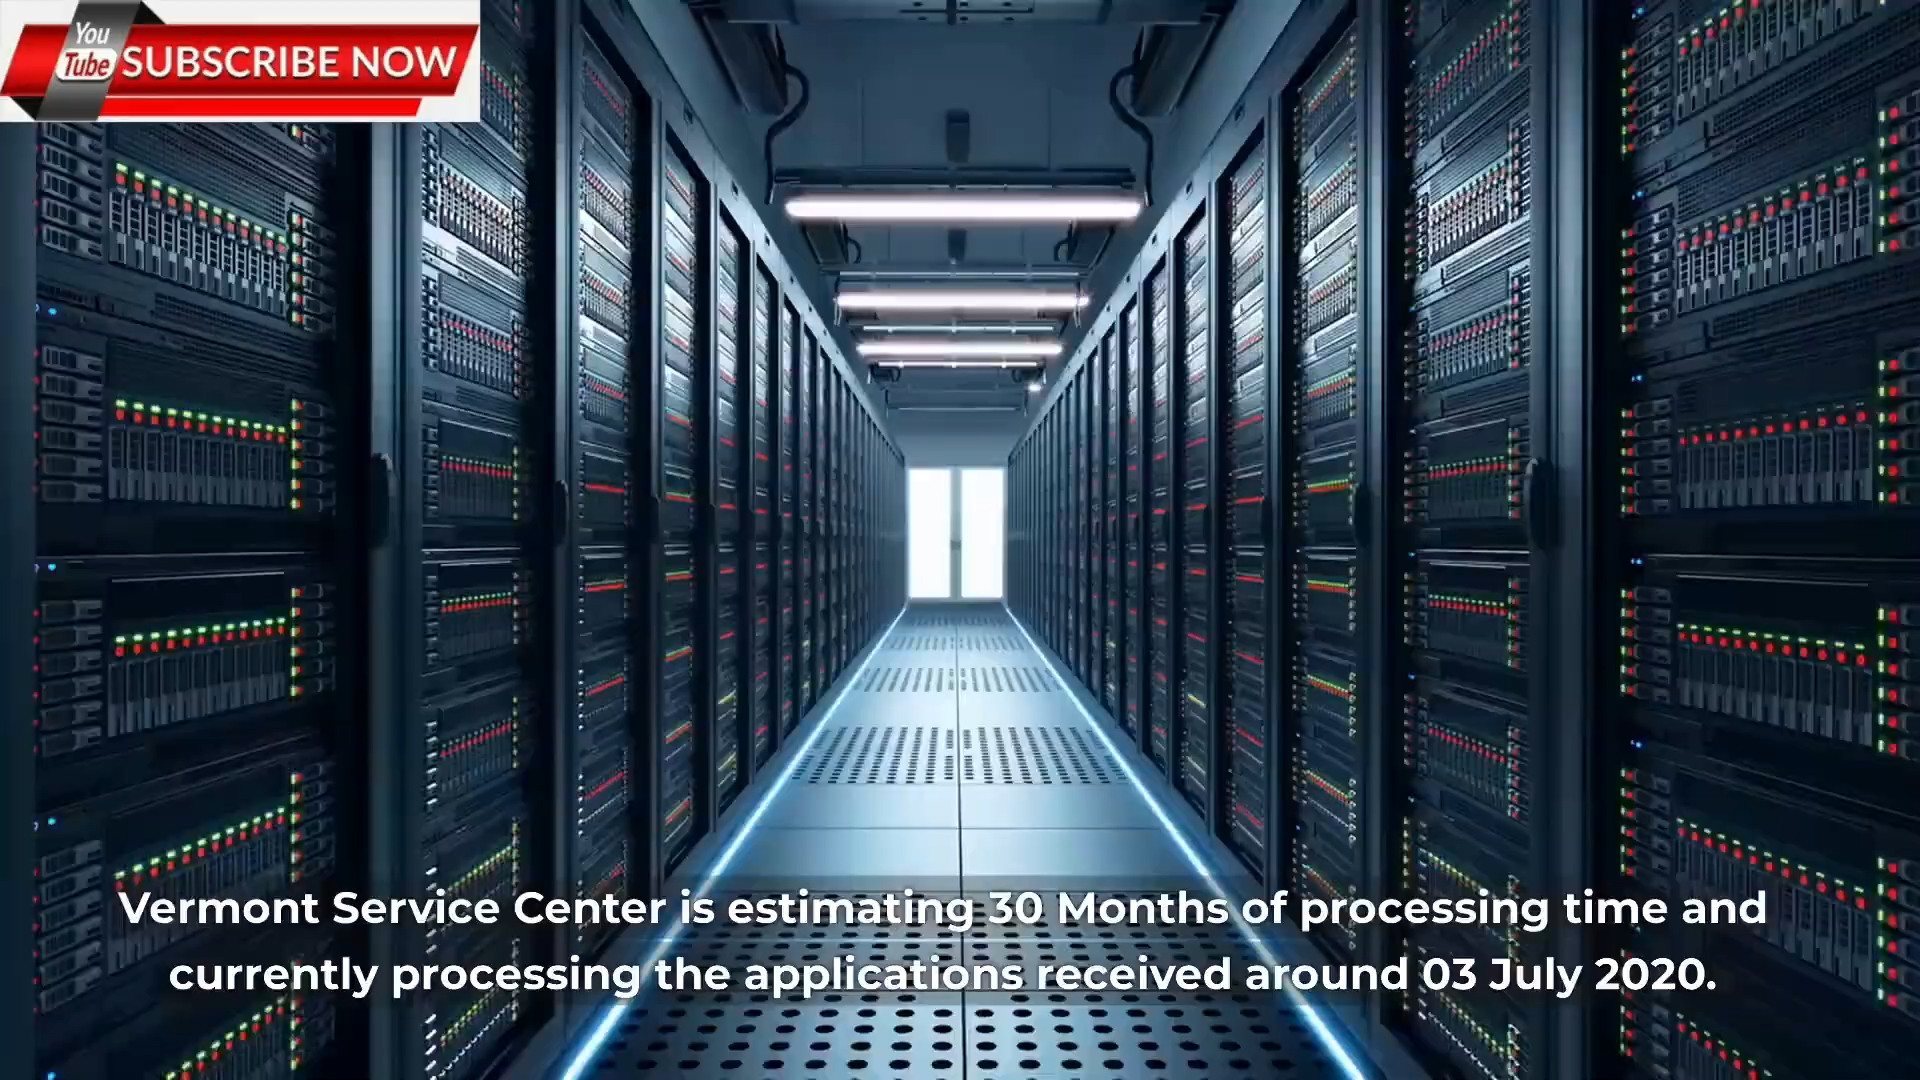 You
Tube
SUBSCRIBE NOW
Vermont Service Center is estimating 30 Months of processing time and
currently processing the applications received around 03 July 2020.